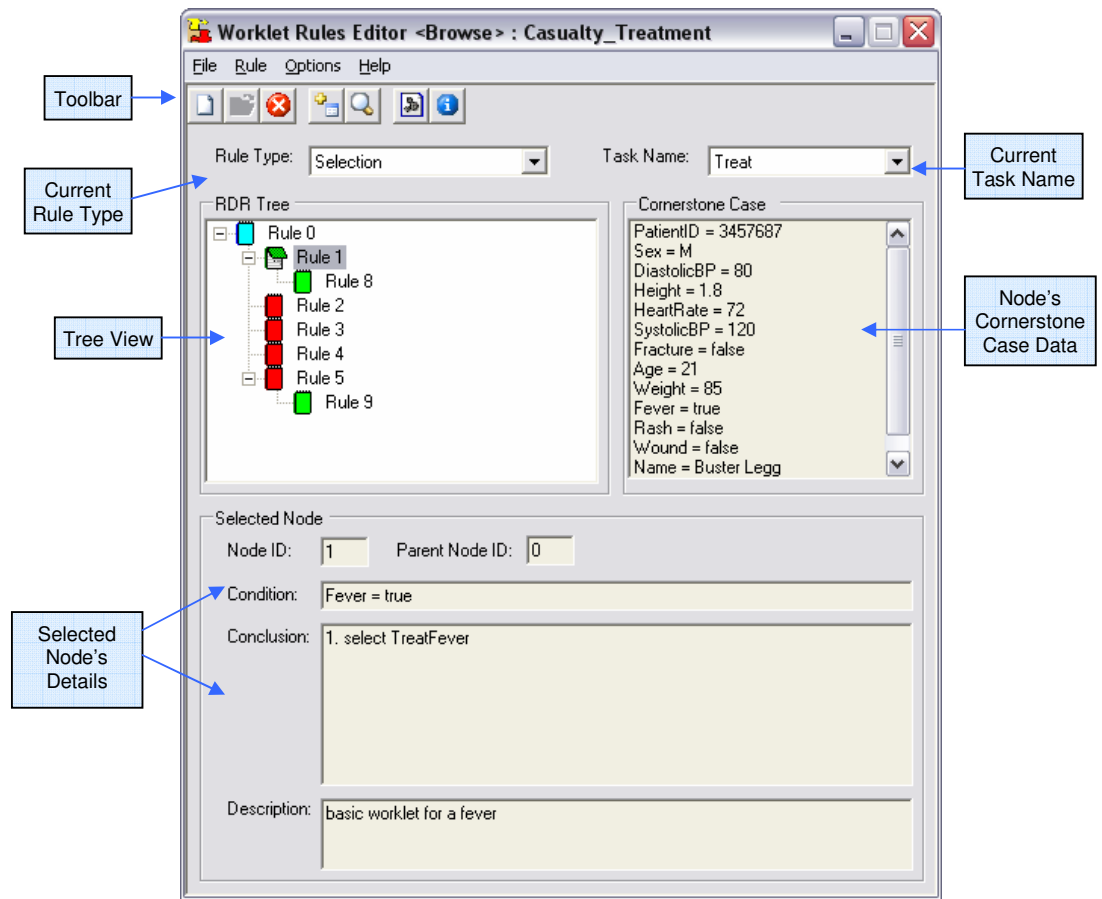 Worklet Rules Editor <Browse> : Casualty_Treatment
File Rule Options Help
Toolbar
Rule Type: Selection
Task Name: Treat
Current
Rule Type
Current
Task Name
RDR Tree
Rule 0
Rule 1
Rule 8
Rule 2
Rule 3
Rule 4
Rule 5
Rule 9
Tree View
Cornerstone Case
PatientID = 3457687
Sex = M
DiastolicBP = 80
Height = 1.8
HeartRate = 72
SystolicBP = 120
Fracture = false
Age = 21
Weight = 85
Fever = true
Rash = false
Wound = false
Name = Buster Legg
Node's
Cornerstone
Case Data
Selected Node
Node ID: 1 Parent Node ID: 0
Condition: Fever = true
Conclusion: 1. select TreatFever
Selected
Node's
Details
Description: basic worklet for a fever